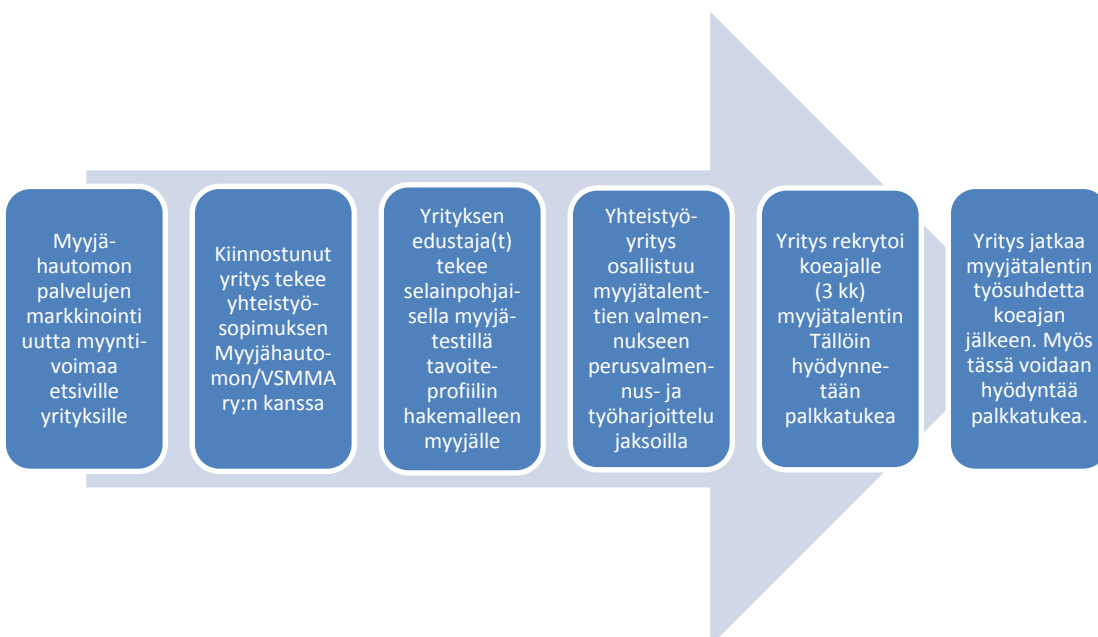 Myyjä-
hautomon
palvelujen
markkinointi
uutta myynti-
voimaa
etsiville
yrityksille
Kiinnostunut
yritys tekee
yhteistyö-
sopimuksen
Myyjähauto-
mon/VSMMA
ry:n kanssa
Yrityksen
edustaja(t)
tekee
selainpohjai-
sella myyjä-
testillä
tavoite-
profiilin
hakemalleen
myyjälle
Yhteistyö-
yritys
osallistuu
myyjätalent-
tien valmen-
nukseen
perusvalmen-
nus- ja
työharjoittelu
jaksoilla
Yritys rekrytoi
koeajalle
(3 kk)
myyjätalentin
Tällöin
hyödynne-
tään
palkkatukea
Yritys jatkaa
myyjätalentin
työsuhdetta
koeajan
jälkeen. Myös
tässä voidaan
hyödyntää
palkkatukea.